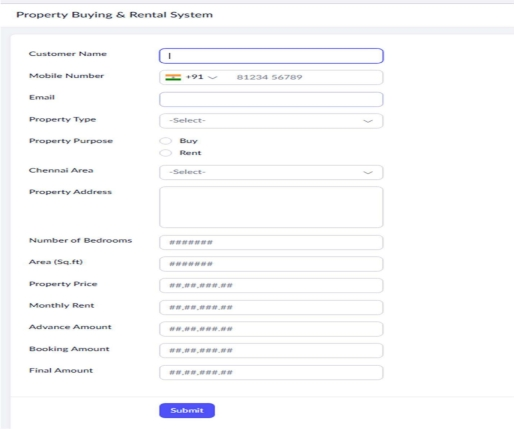 Property Buying & Rental System
Customer Name
Mobile Number +91 81234 56789
Email
Property Type -Select-
Property Purpose Buy
Rent
Chennai Area -Select-
Property Address
Number of Bedrooms #######
Area (Sq.ft) #######
Property Price ##,##,###.##
Monthly Rent ##,##,###.##
Advance Amount ##,##,###.##
Booking Amount ##,##,###.##
Final Amount ##,##,###.##
Submit